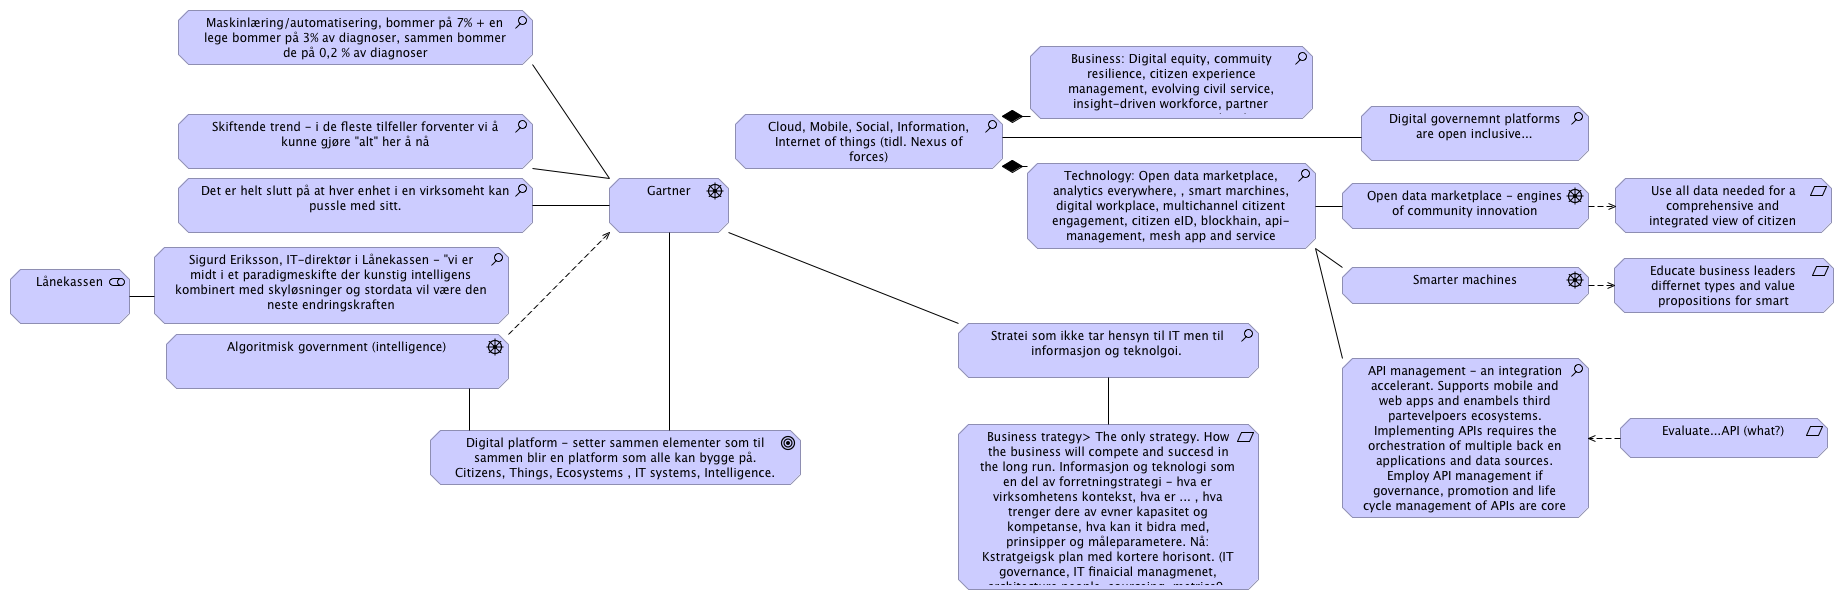 Maskinlæring/automatisering, bommer på 7% + en
lege bommer på 3% av diagnoser, sammen bommer
de på 0,2 % av diagnoser
Skiftende trend - i de fleste tilfeller forventer vi å
kunne gjøre "alt" her å nå
Det er helt slutt på at hver enhet i en virksomeht kan
pussle med sitt.
Gartner
Lånekassen
Sigurd Eriksson, IT-direktør i Lånekassen - "vi er
midt i et paradigmeskifte der kunstig intelligens
kombinert med skyløsninger og stordata vil være den
neste endringskraften
Algoritmisk government (intelligence)
Digital platform - setter sammen elementer som til
sammen blir en platform som alle kan bygge på.
Citizens, Things, Ecosystems , IT systems, Intelligence.
Cloud, Mobile, Social, Information,
Internet of things (tidl. Nexus of
forces)
Business: Digital equity, commuity
resilience, citizen experience
management, evolving civil service,
insight-driven workforce, partner
Digital governemnt platforms
are open inclusive...
Technology: Open data marketplace,
analytics everywhere, , smart marchines,
digital workplace, multichannel citizent
engagement, citizen eID, blockhain, api-
management, mesh app and service
Open data marketplace - engines
of community innovation
Use all data needed for a
comprehensive and
integrated view of citizen
Smarter machines
Educate business leaders
differnet types and value
propositions for smart
Stratei som ikke tar hensyn til IT men til
informasjon og teknolgoi.
Business trategy> The only strategy. How
the business will compete and succesd in
the long run. Informasjon og teknologi som
en del av forretningstrategi - hva er
virksomhetens kontekst, hva er ... , hva
trenger dere av evner kapasitet og
kompetanse, hva kan it bidra med,
prinsipper og måleparametere. Nå:
Kstratgeigsk plan med kortere horisont. (IT
governance, IT finaicial managmenet,
API management - an integration
accelerant. Supports mobile and
web apps and enambels third
partevelpoers ecosystems.
Implementing APIs requires the
orchestration of multiple back en
applications and data sources.
Employ API management if
governance, promotion and life
cycle management of APIs are core
Evaluate...API (what?)